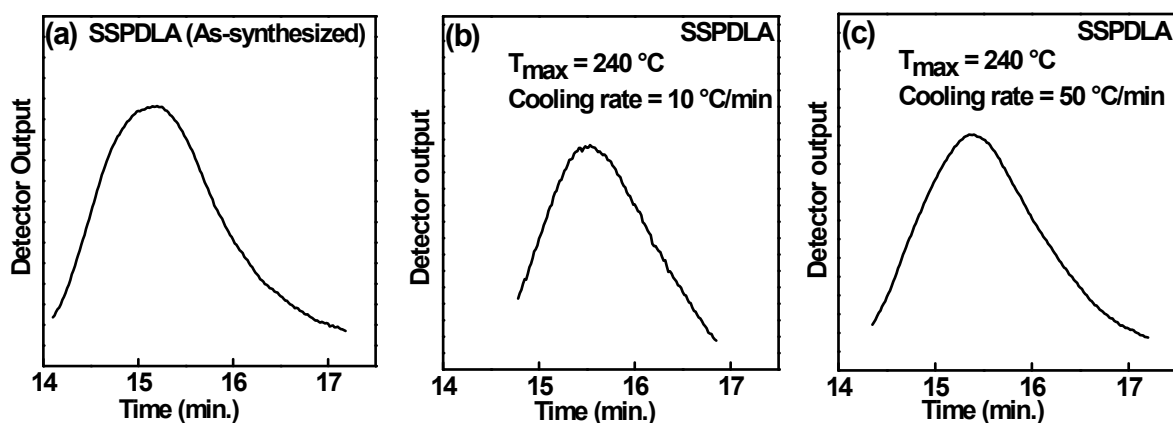 (a) SSPDLA (As-synthesized)
Detector Output
14 15 16 17
Time (min.)
(b) SSPDLA
T_max = 240 °C
Cooling rate = 10 °C/min
Detector output
14 15 16 17
Time (min.)
(c) SSPDLA
T_max = 240 °C
Cooling rate = 50 °C/min
Detector output
14 15 16 17
Time (min.)